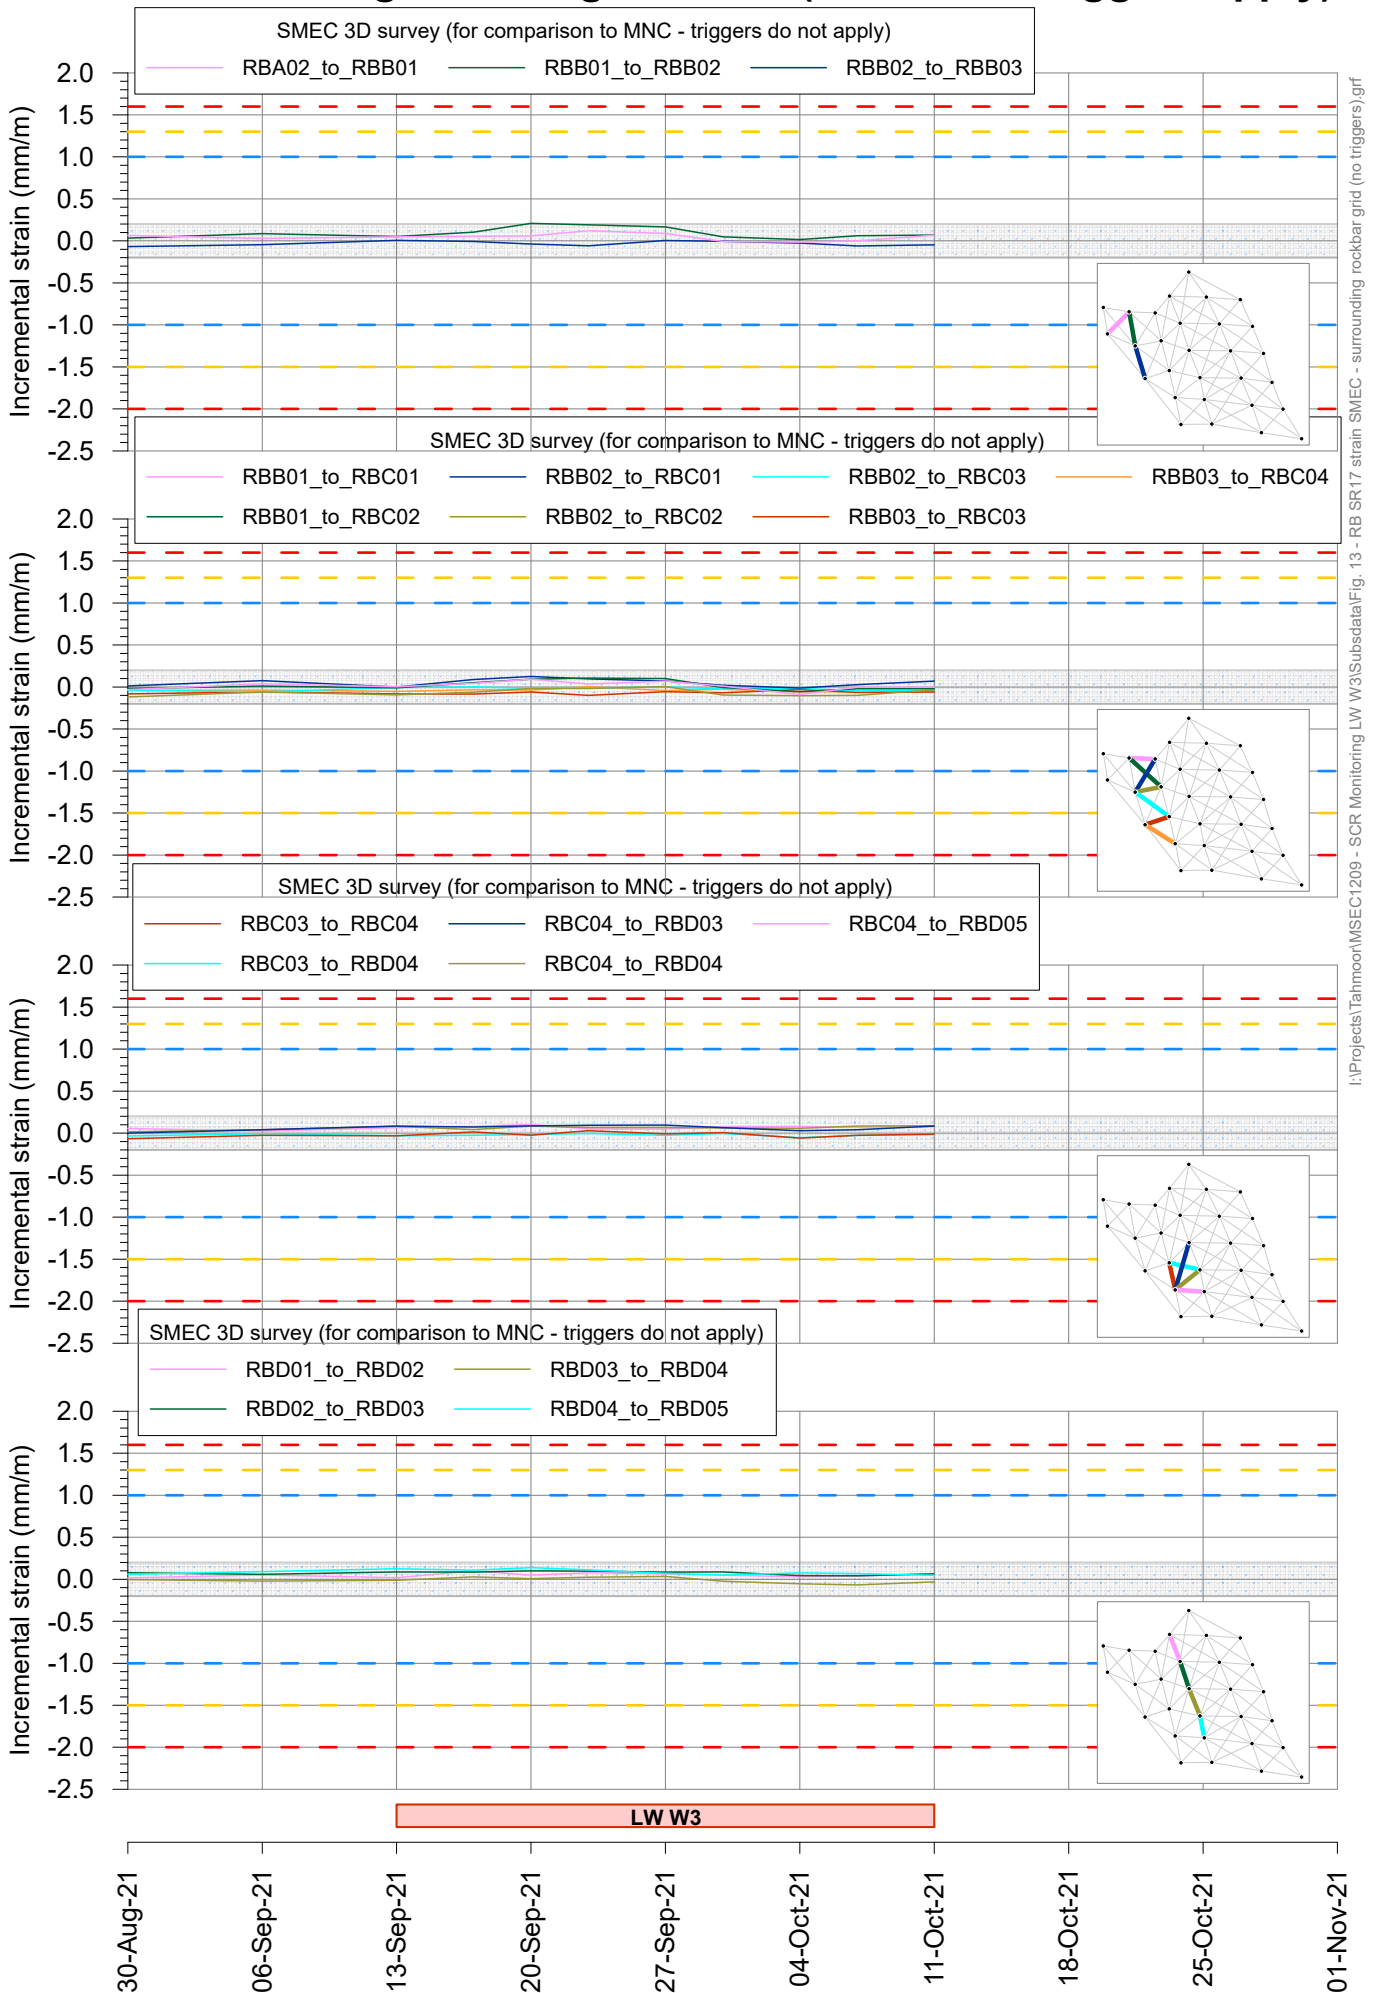 SMEC 3D survey (for comparison to MNC - triggers do not apply)
RBA02_to_RBB01 RBB01_to_RBB02 RBB02_to_RBB03
2.0
1.5
1.0
0.5
0.0
-0.5
-1.0
-1.5
-2.0
-2.5
Incremental strain (mm/m)
SMEC 3D survey (for comparison to MNC - triggers do not apply)
RBB01_to_RBC01 RBB02_to_RBC01 RBB02_to_RBC03 RBB03_to_RBC04
RBB01_to_RBC02 RBB02_to_RBC02 RBB03_to_RBC03
2.0
1.5
1.0
0.5
0.0
-0.5
-1.0
-1.5
-2.0
-2.5
Incremental strain (mm/m)
SMEC 3D survey (for comparison to MNC - triggers do not apply)
RBC03_to_RBC04 RBC04_to_RBD03 RBC04_to_RBD05
RBC03_to_RBD04 RBC04_to_RBD04
2.0
1.5
1.0
0.5
0.0
-0.5
-1.0
-1.5
-2.0
-2.5
Incremental strain (mm/m)
SMEC 3D survey (for comparison to MNC - triggers do not apply)
RBD01_to_RBD02 RBD03_to_RBD04
RBD02_to_RBD03 RBD04_to_RBD05
2.0
1.5
1.0
0.5
0.0
-0.5
-1.0
-1.5
-2.0
-2.5
Incremental strain (mm/m)
LW W3
30-Aug-21
06-Sep-21
13-Sep-21
20-Sep-21
27-Sep-21
04-Oct-21
11-Oct-21
18-Oct-21
25-Oct-21
01-Nov-21
I:\Projects\Tahmoor\MSEC1209 - SCR Monitoring LW W3\Subsdata\Fig. 13 - RB SR17 strain SMEC - surrounding rockbar grid (no triggers).grf